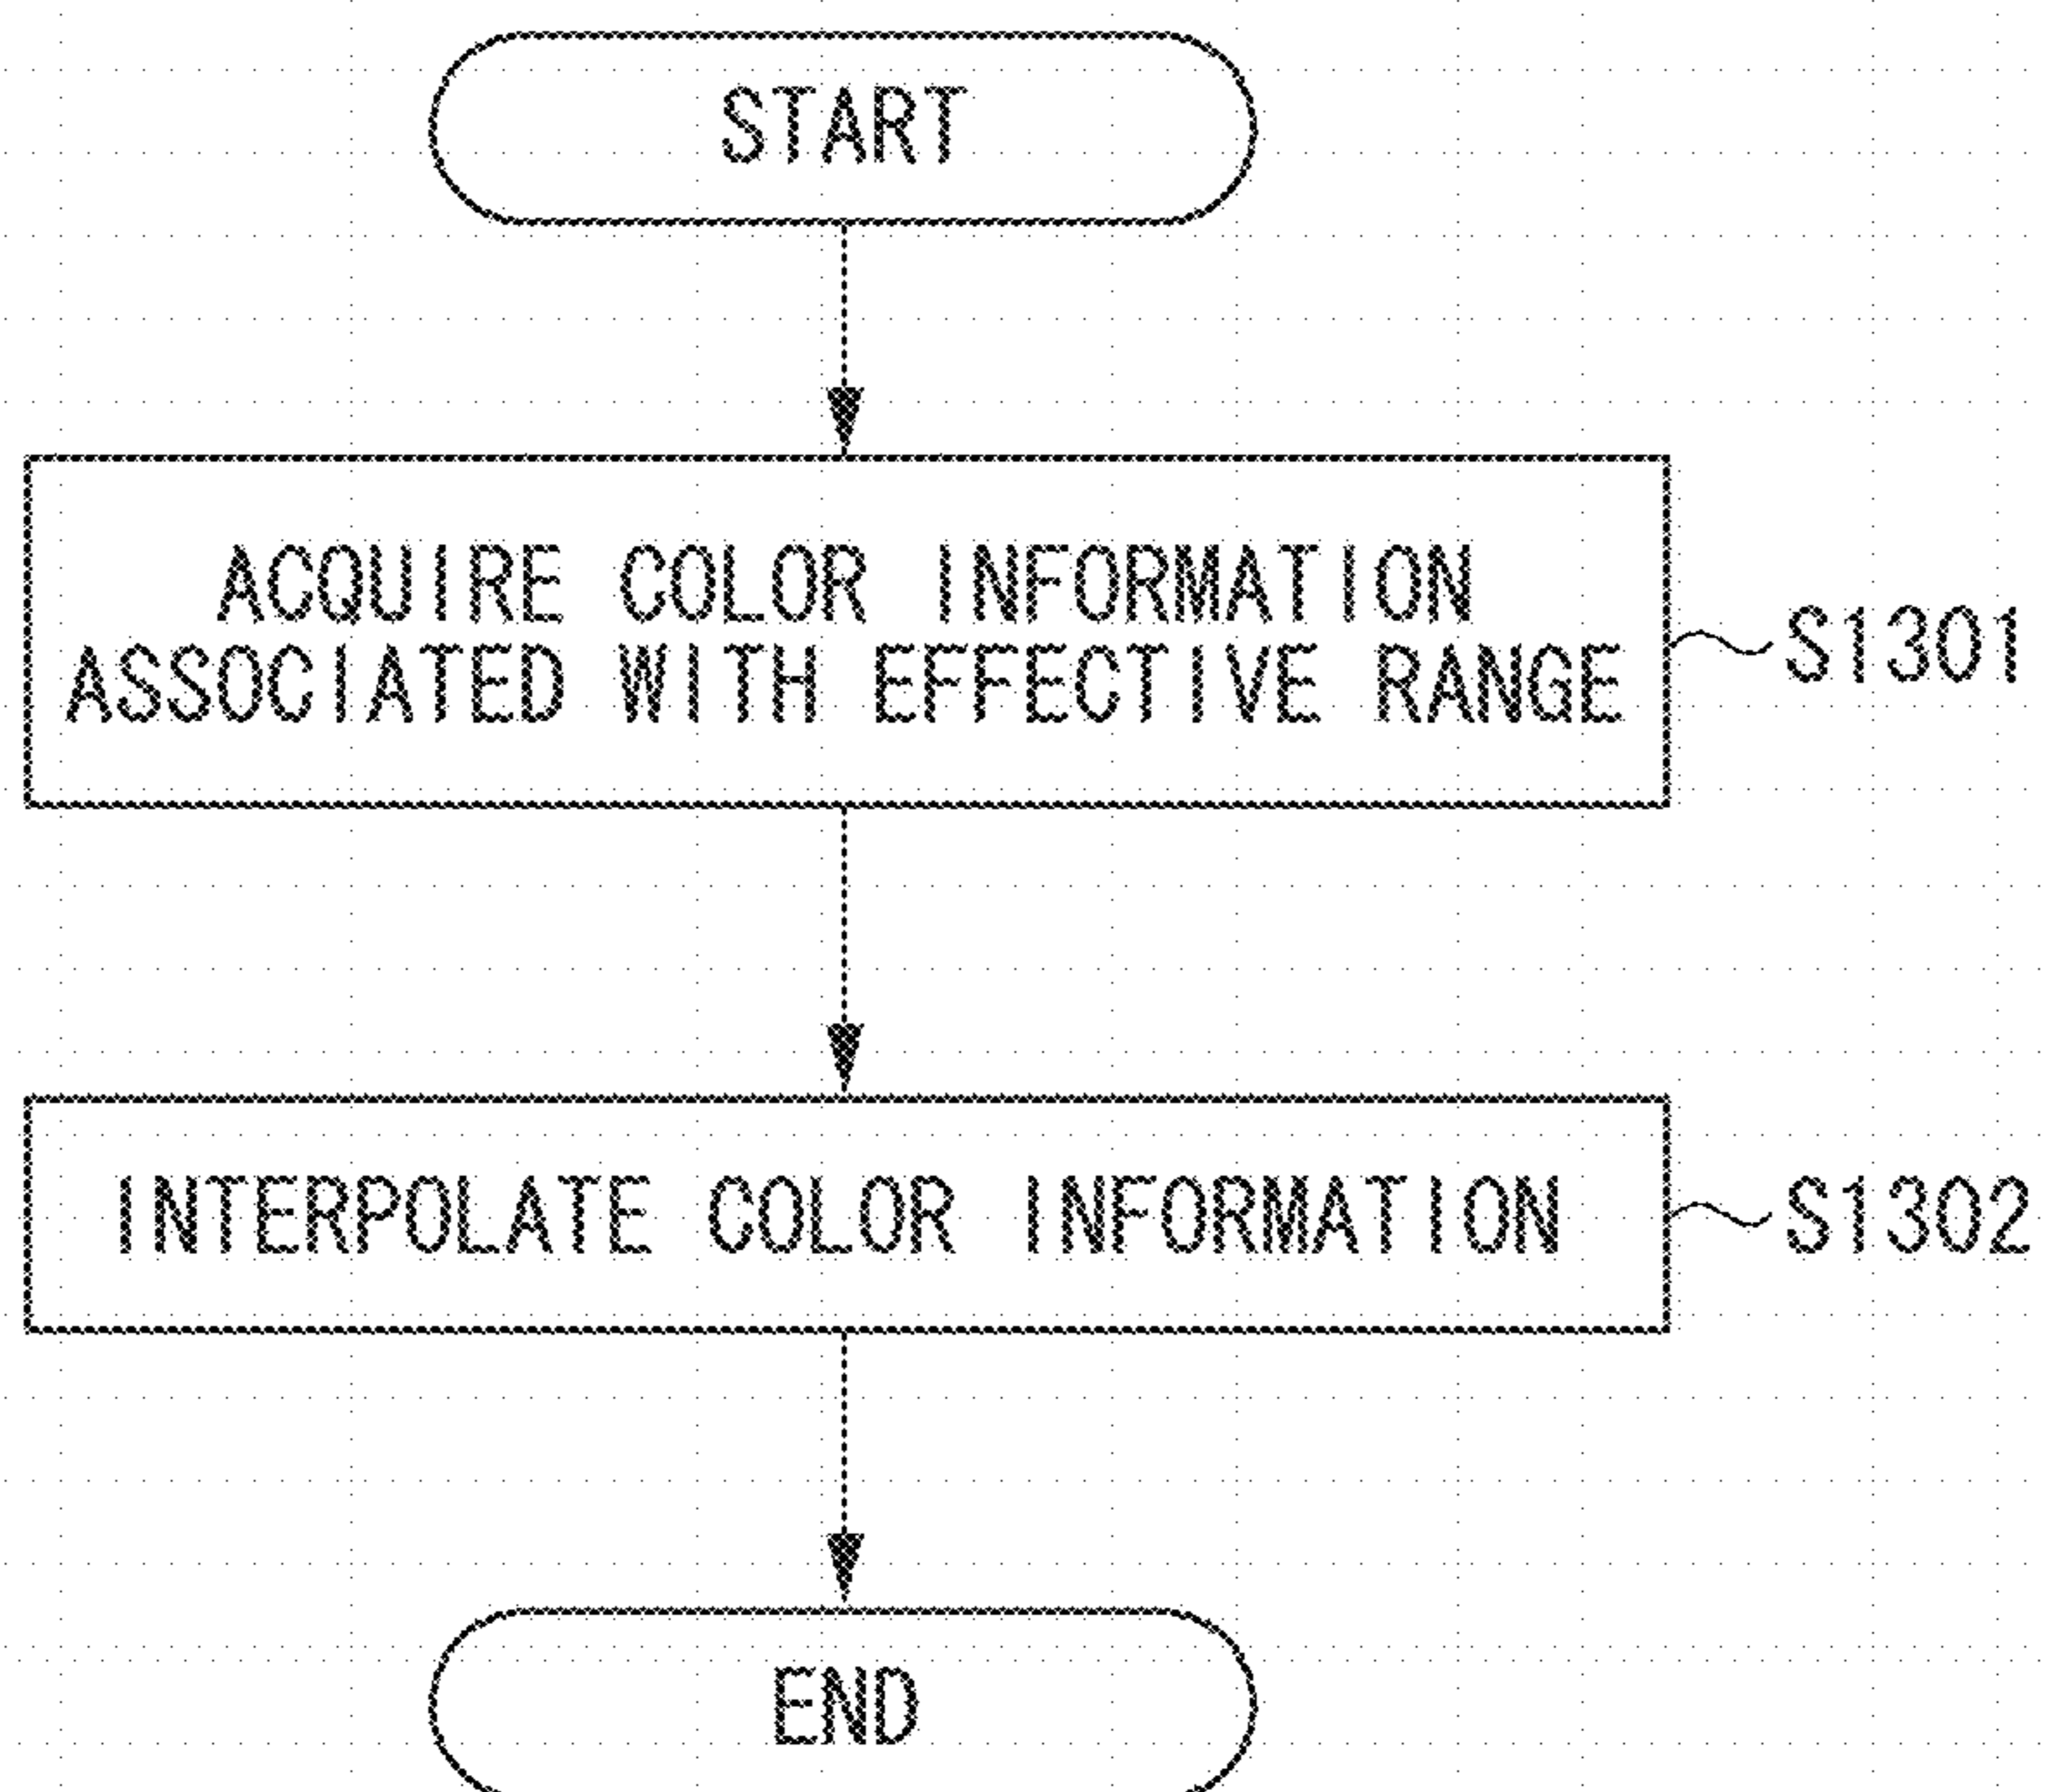 START
ACQUIRE COLOR INFORMATION
ASSOCIATED WITH EFFECTIVE RANGE
S1301
INTERPOLATE COLOR INFORMATION
S1302
END